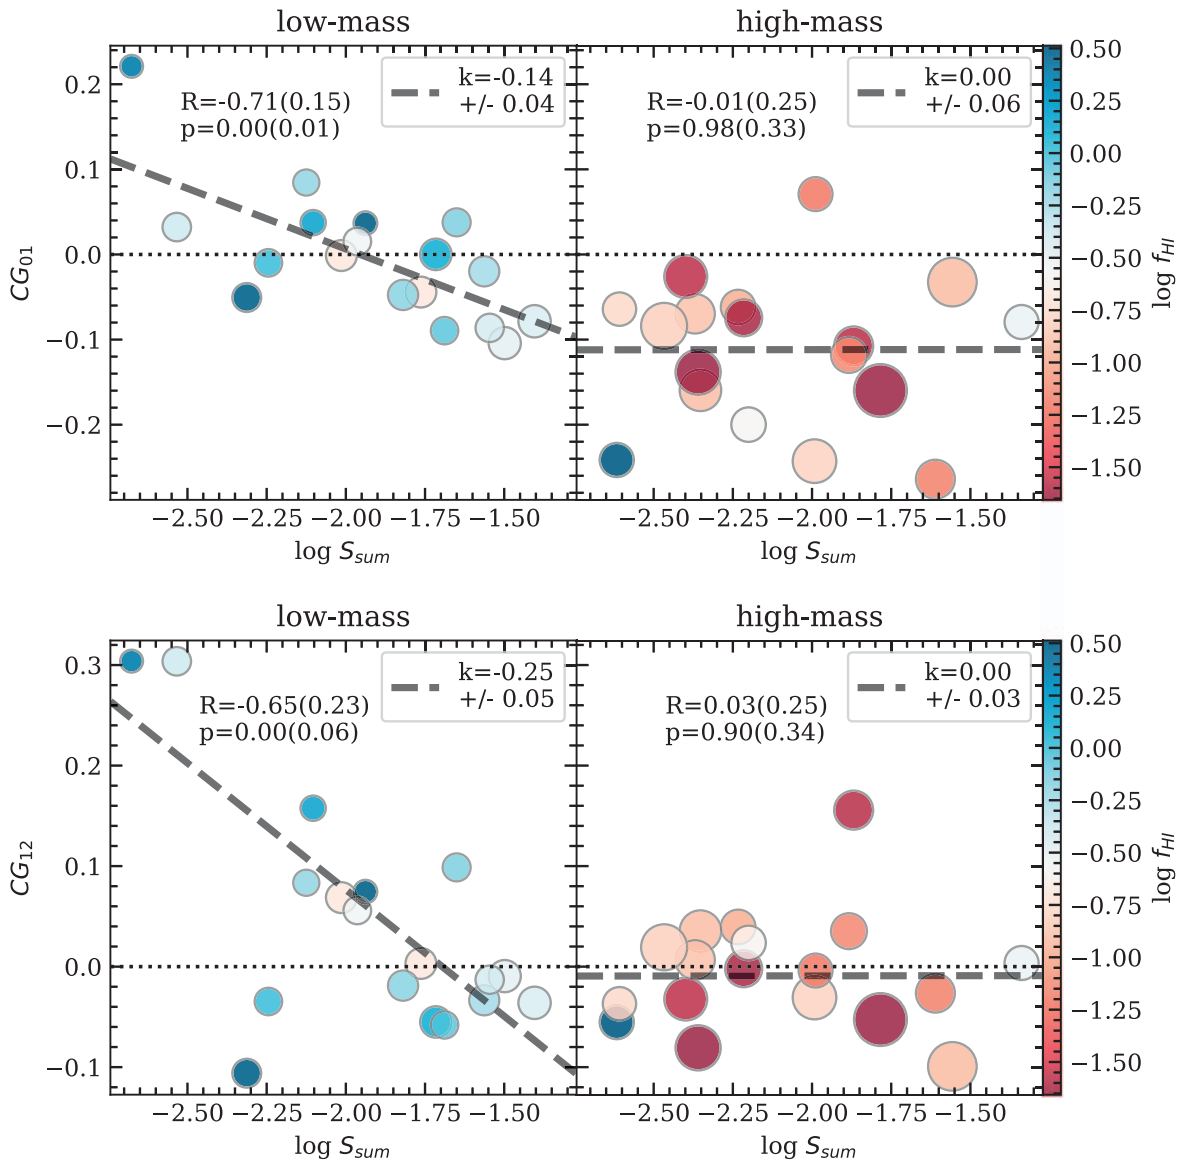 low-mass
high-mass
k=-0.14
+/- 0.04
R=-0.71(0.15)
p=0.00(0.01)
k=0.00
+/- 0.06
R=-0.01(0.25)
p=0.98(0.33)
0.2
0.1
0.0
−0.1
−0.2
CG01
−2.50 −2.25 −2.00 −1.75 −1.50
log Ssum
−2.50 −2.25 −2.00 −1.75 −1.50
log Ssum
0.50
0.25
0.00
−0.25
−0.50
−0.75
−1.00
−1.25
−1.50
log fHI
low-mass
high-mass
k=-0.25
+/- 0.05
R=-0.65(0.23)
p=0.00(0.06)
k=0.00
+/- 0.03
R=0.03(0.25)
p=0.90(0.34)
0.3
0.2
0.1
0.0
−0.1
CG12
−2.50 −2.25 −2.00 −1.75 −1.50
log Ssum
−2.50 −2.25 −2.00 −1.75 −1.50
log Ssum
0.50
0.25
0.00
−0.25
−0.50
−0.75
−1.00
−1.25
−1.50
log fHI